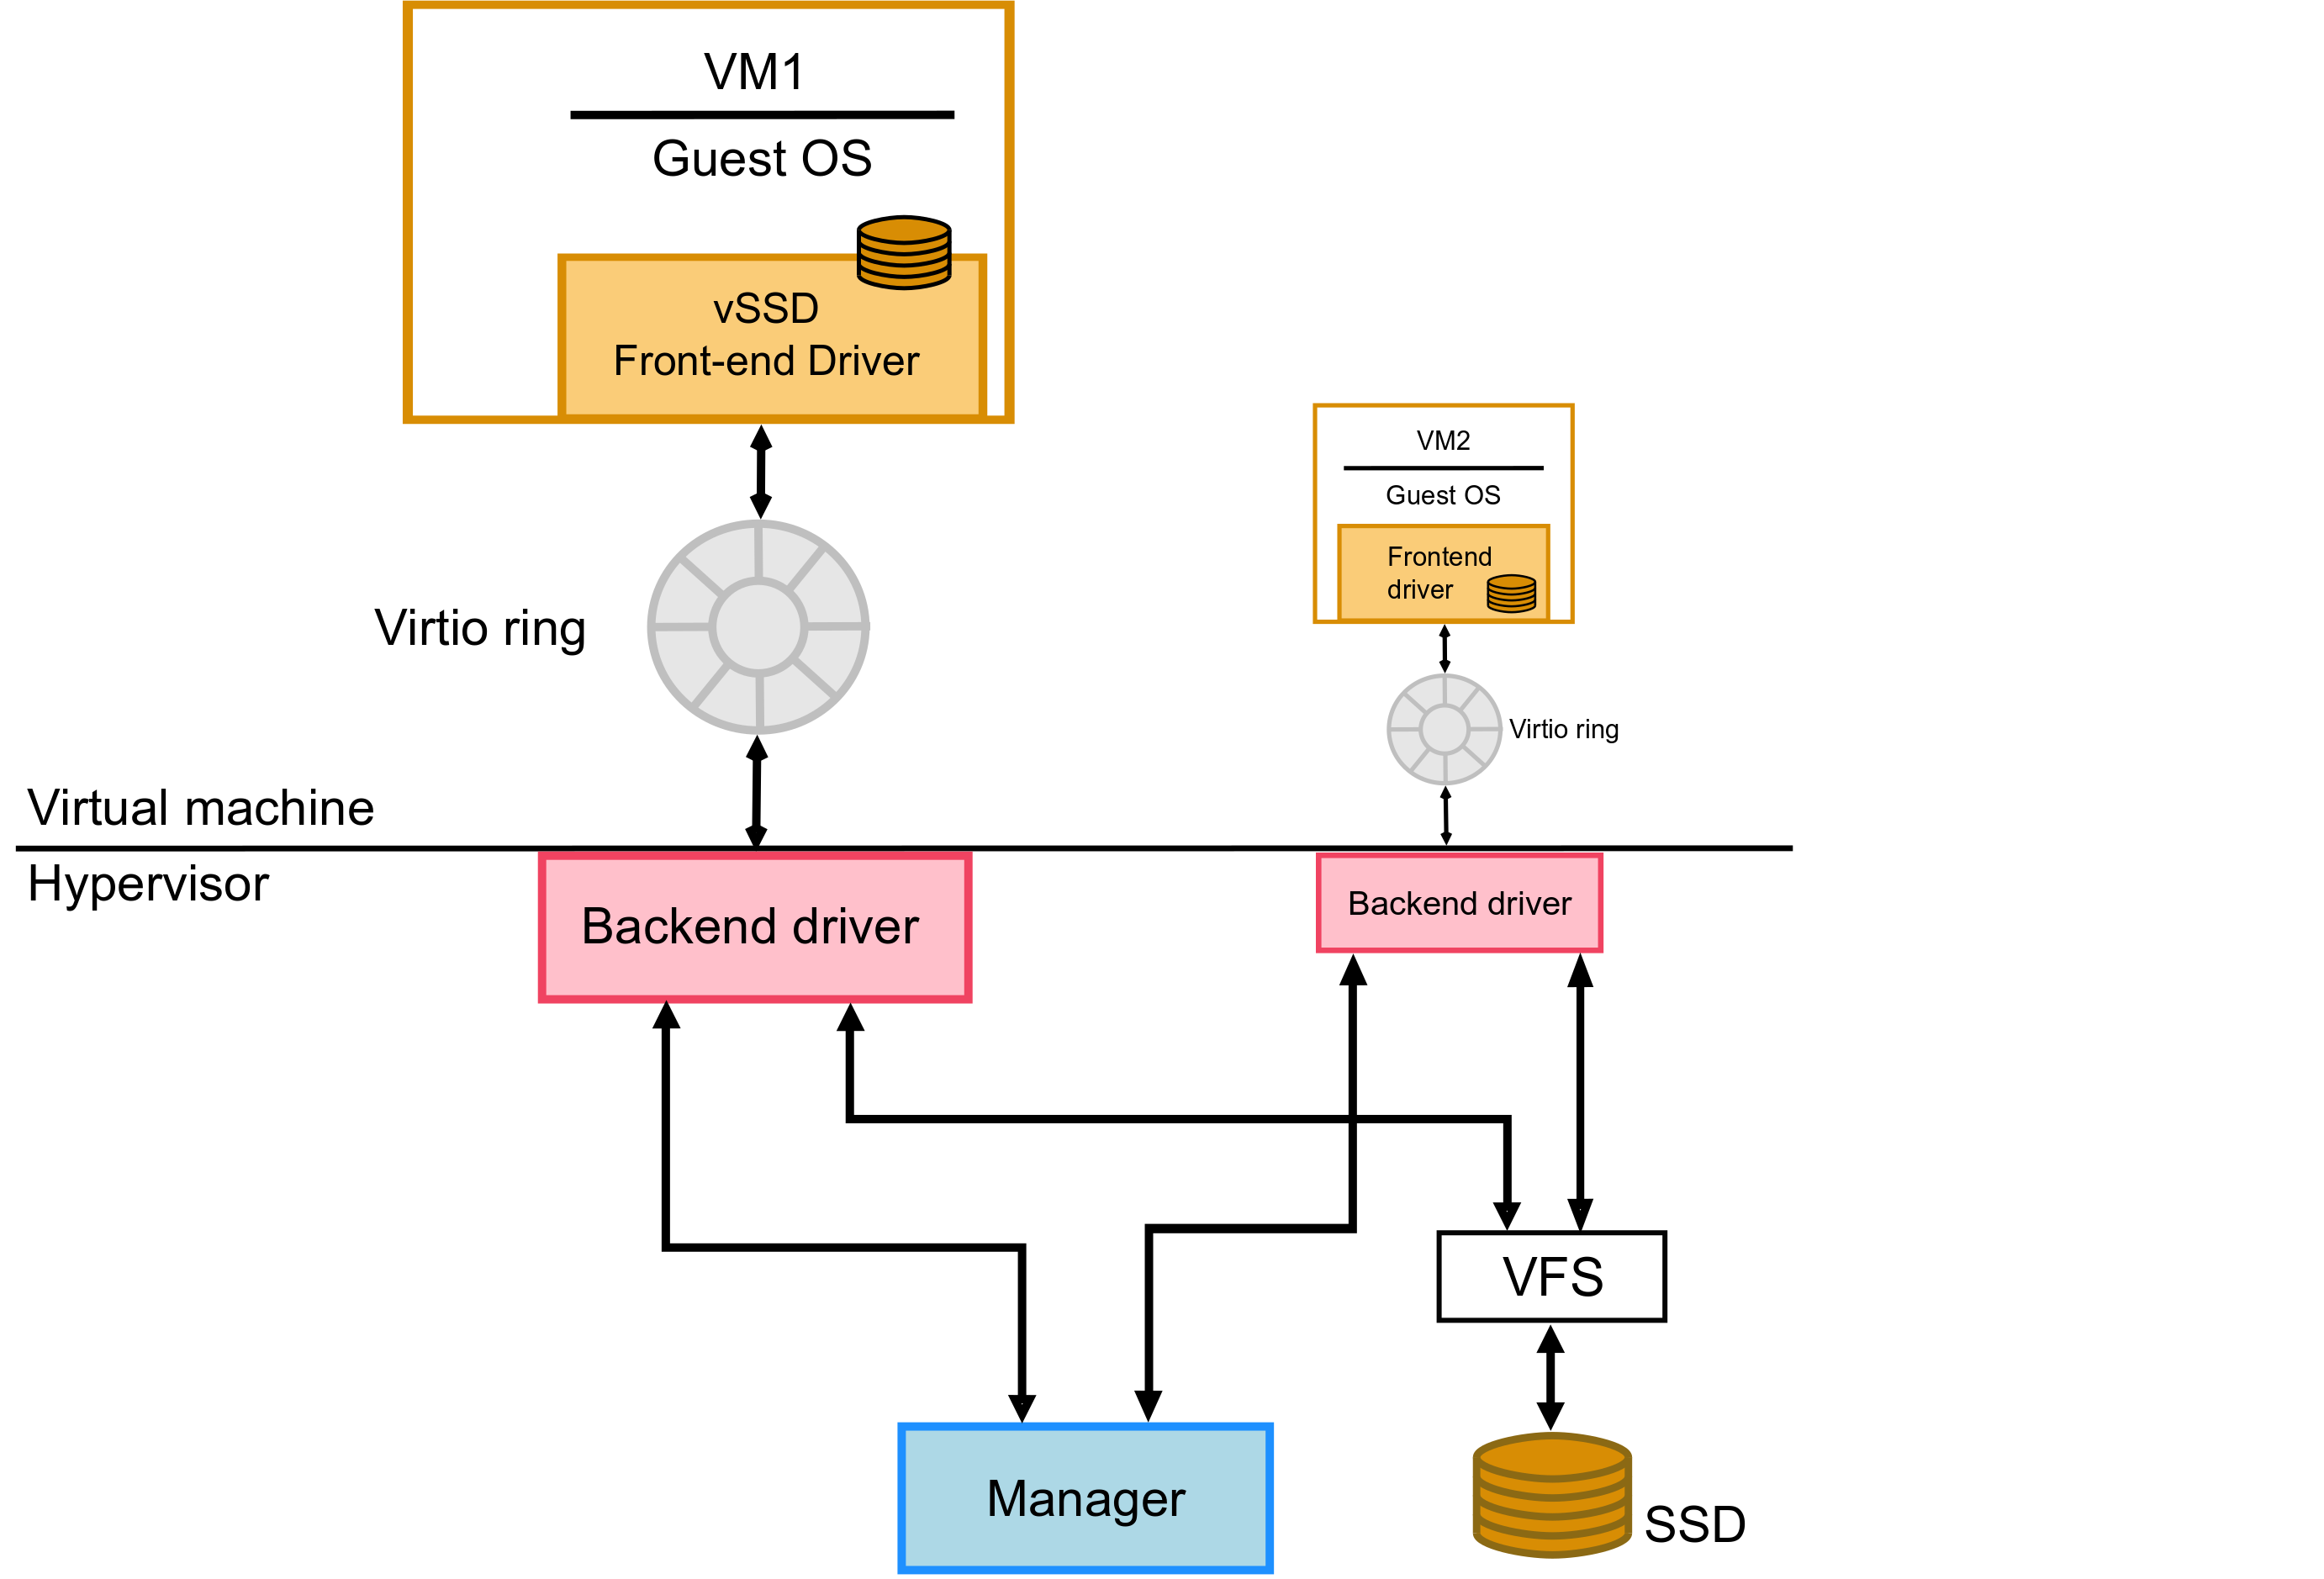 VM1
Guest OS
vSSD
Front-end Driver
VM2
Guest OS
Frontend
driver
Virtio ring
Virtio ring
Virtual machine
Hypervisor
Backend driver
Backend driver
VFS
Manager
SSD